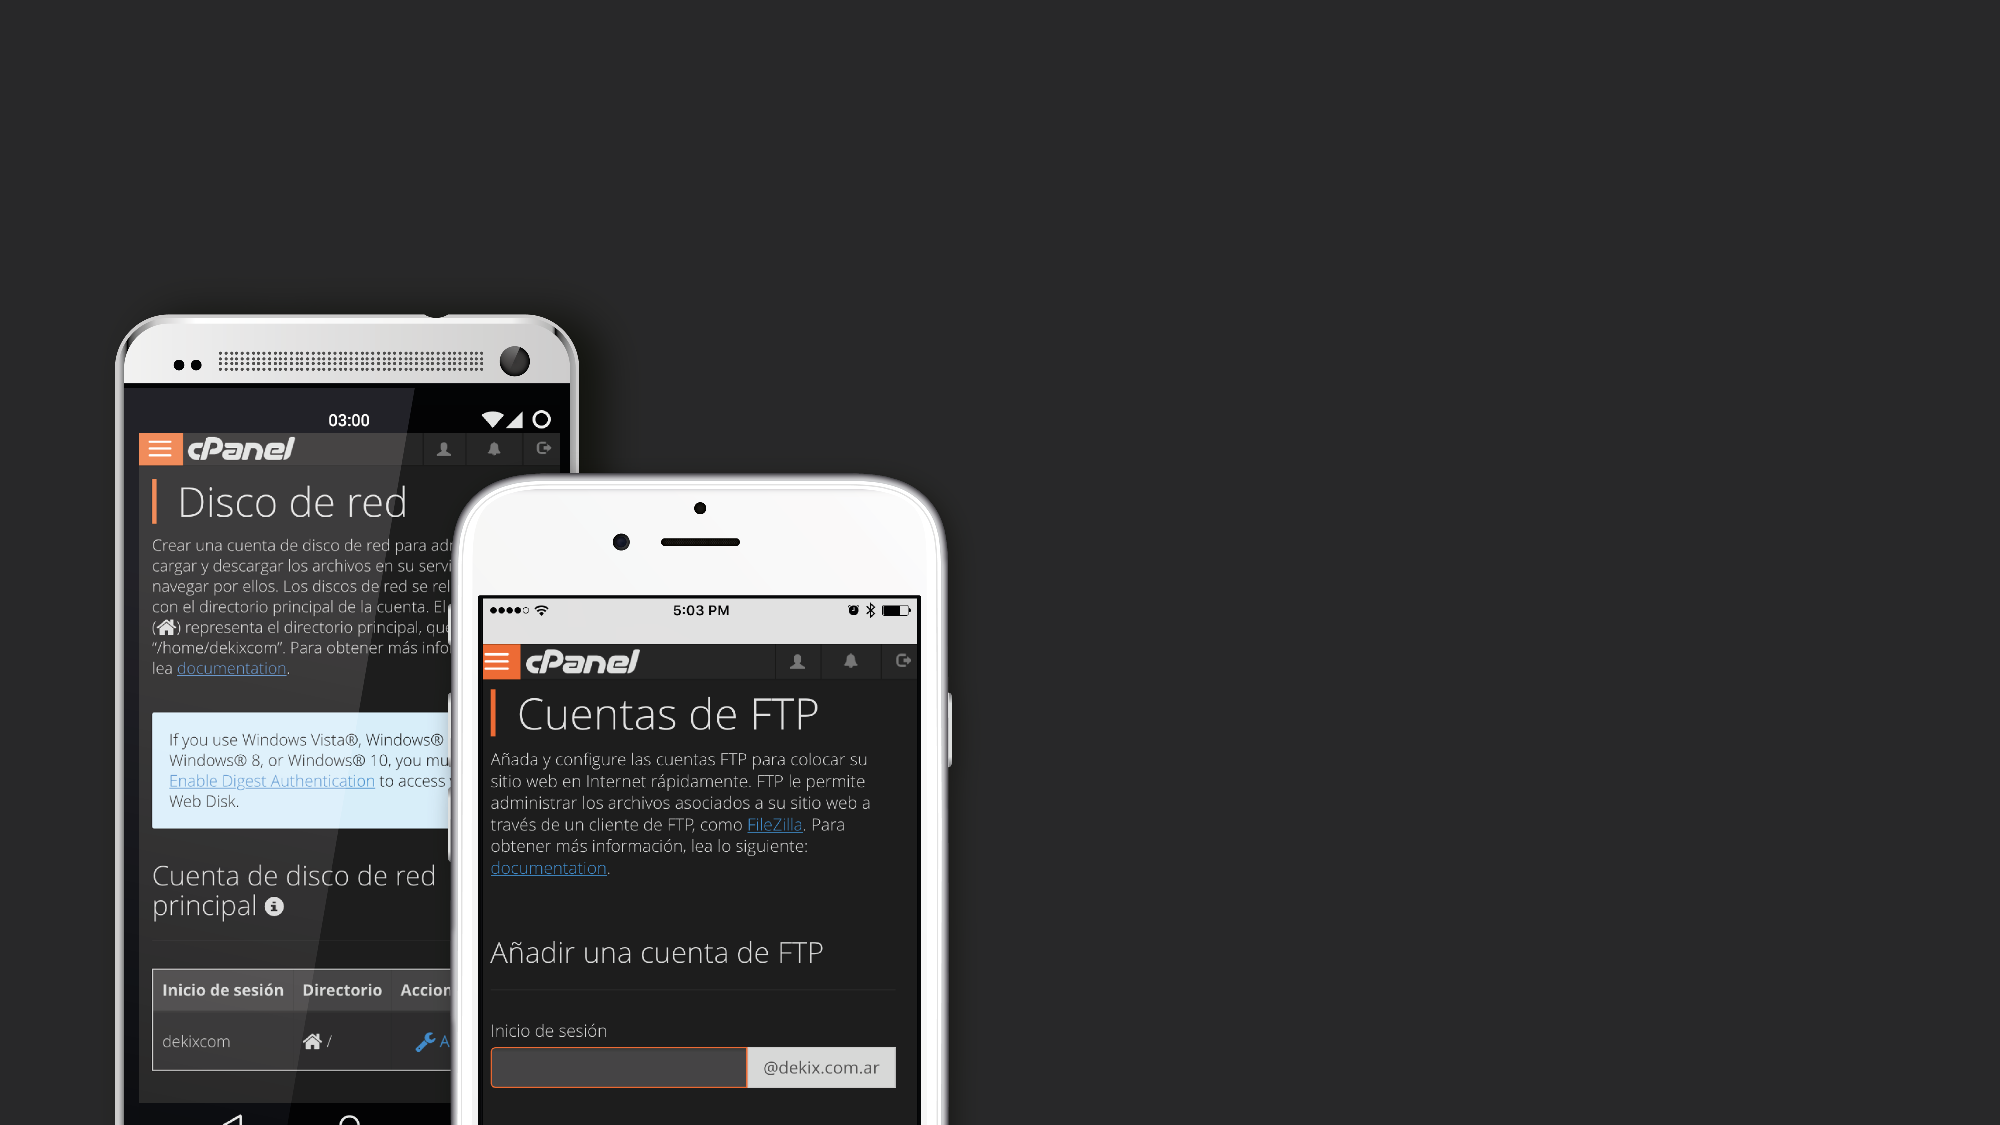 03:00
cPanel
Disco de red
Crear una cuenta de disco de red para
cargar y descargar los archivos en su
navegar por ellos. Los discos de red se
con el directorio principal de la cuenta. El
() representa el directorio principal,
“/home/dekixcom”. Para obtener más
lea documentation.
If you use Windows Vista®, Windows®
Windows® 8, or Windows® 10, you
Enable Digest Authentication to access
Web Disk.
Cuenta de disco de red
principal
Inicio de sesión Directorio
dekixcom /
5:03 PM
cPanel
Cuentas de FTP
Añada y configure las cuentas FTP para colocar su
sitio web en Internet rápidamente. FTP le permite
administrar los archivos asociados a su sitio web a
través de un cliente de FTP, como FileZilla. Para
obtener más información, lea lo siguiente:
documentation.
Añadir una cuenta de FTP
Inicio de sesión
@dekix.com.ar